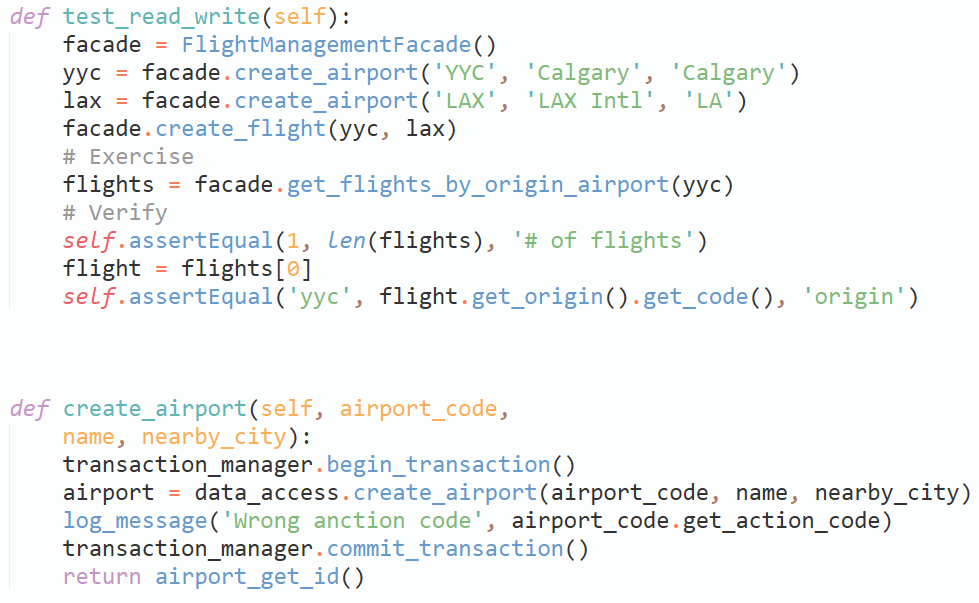 def test_read_write(self):
    facade = FlightManagementFacade()
    yyc = facade.create_airport('YYC', 'Calgary', 'Calgary')
    lax = facade.create_airport('LAX', 'LAX Intl', 'LA')
    facade.create_flight(yyc, lax)
    # Exercise
    flights = facade.get_flights_by_origin_airport(yyc)
    # Verify
    self.assertEqual(1, len(flights), '# of flights')
    flight = flights[0]
    self.assertEqual('yyc', flight.get_origin().get_code(), 'origin')
def create_airport(self, airport_code,
    name, nearby_city):
    transaction_manager.begin_transaction()
    airport = data_access.create_airport(airport_code, name, nearby_city)
    log_message('Wrong anction code', airport_code.get_action_code)
    transaction_manager.commit_transaction()
    return airport_get_id()